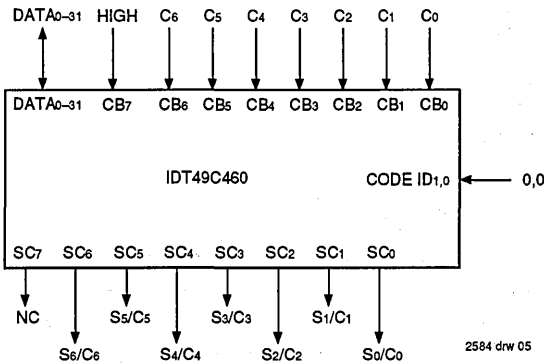 DATA0–31 HIGH C6 C5 C4 C3 C2 C1 C0
DATA0–31 CB7 CB6 CB5 CB4 CB3 CB2 CB1 CB0
IDT49C460 CODE ID1,0 0,0
SC7 SC6 SC5 SC4 SC3 SC2 SC1 SC0
NC S5/C5 S3/C3 S1/C1
S6/C6 S4/C4 S2/C2 S0/C0
2584 drw 05